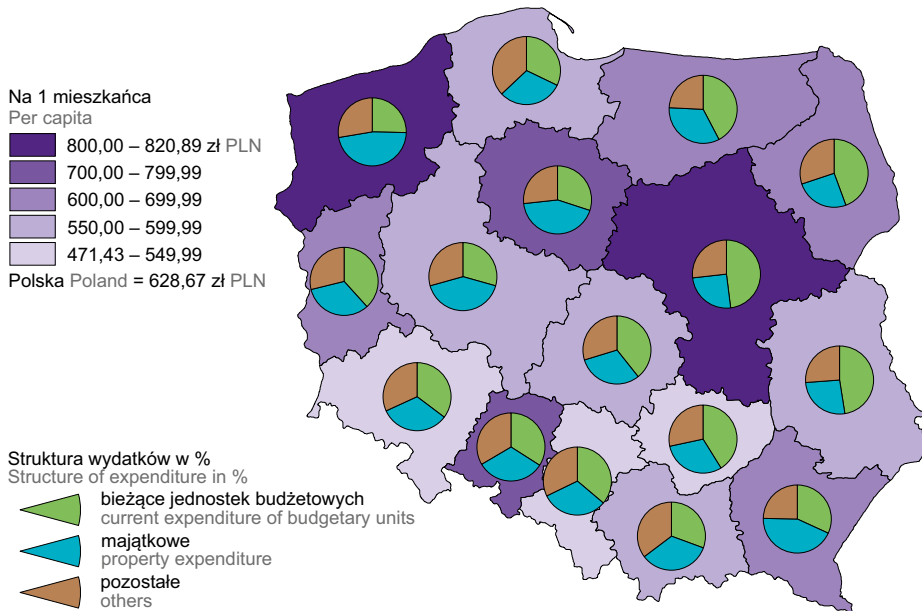 Na 1 mieszkańca
Per capita
800,00 – 820,89 zł PLN
700,00 – 799,99
600,00 – 699,99
550,00 – 599,99
471,43 – 549,99
Polska Poland = 628,67 zł PLN
Struktura wydatków w %
Structure of expenditure in %
bieżące jednostek budżetowych
current expenditure of budgetary units
majątkowe
property expenditure
pozostałe
others